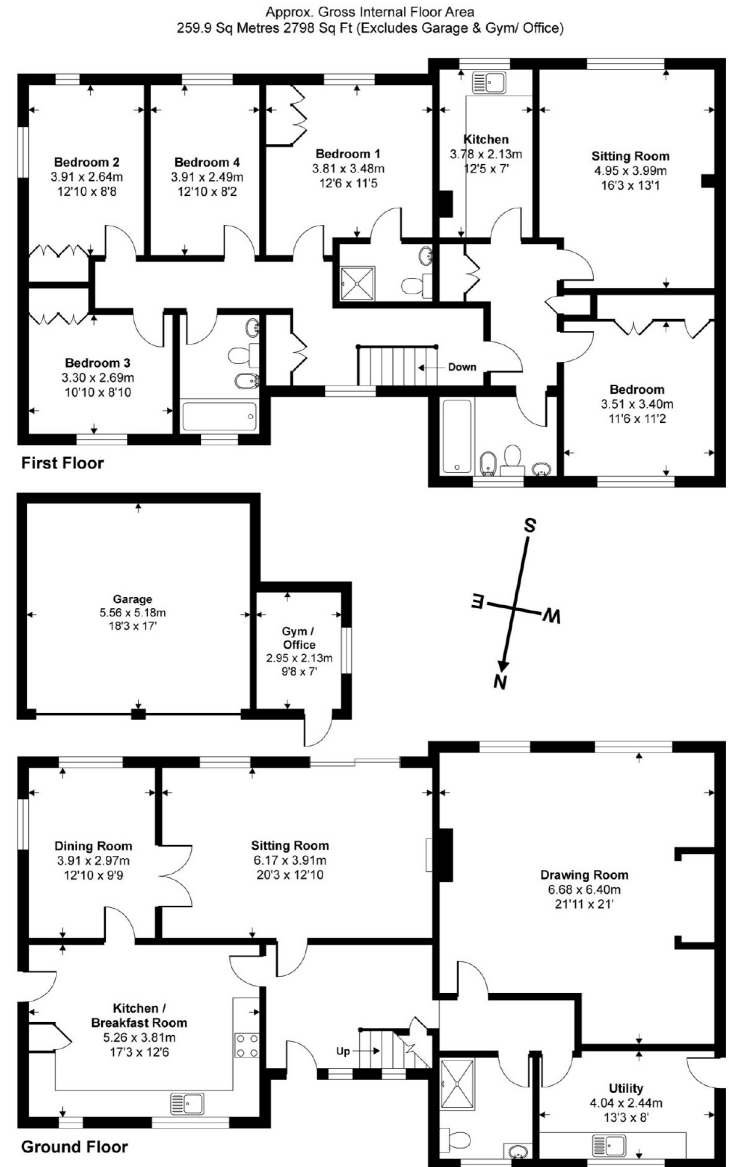 Approx. Gross Internal Floor Area
259.9 Sq Metres 2798 Sq Ft (Excludes Garage & Gym/ Office)
Bedroom 2
3.91 x 2.64m
12'10 x 8'8
Bedroom 4
3.91 x 2.49m
12'10 x 8'2
Bedroom 1
3.81 x 3.48m
12'6 x 11'5
Kitchen
3.78 x 2.13m
12'5 x 7'
Sitting Room
4.95 x 3.99m
16'3 x 13'1
Bedroom 3
3.30 x 2.69m
10'10 x 8'10
Down
Bedroom
3.51 x 3.40m
11'6 x 11'2
First Floor
Garage
5.56 x 5.18m
18'3 x 17'
Gym /
Office
2.95 x 2.13m
9'8 x 7'
S
E
W
N
Dining Room
3.91 x 2.97m
12'10 x 9'9
Sitting Room
6.17 x 3.91m
20'3 x 12'10
Drawing Room
6.68 x 6.40m
21'11 x 21'
Kitchen /
Breakfast Room
5.26 x 3.81m
17'3 x 12'6
Up
Utility
4.04 x 2.44m
13'3 x 8'
Ground Floor